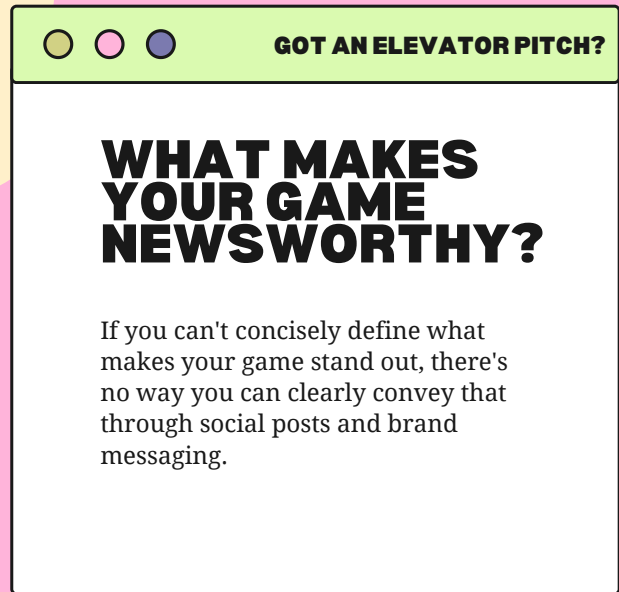 GOT AN ELEVATOR PITCH?
WHAT MAKES
YOUR GAME
NEWSWORTHY?
If you can't concisely define what
makes your game stand out, there's
no way you can clearly convey that
through social posts and brand
messaging.